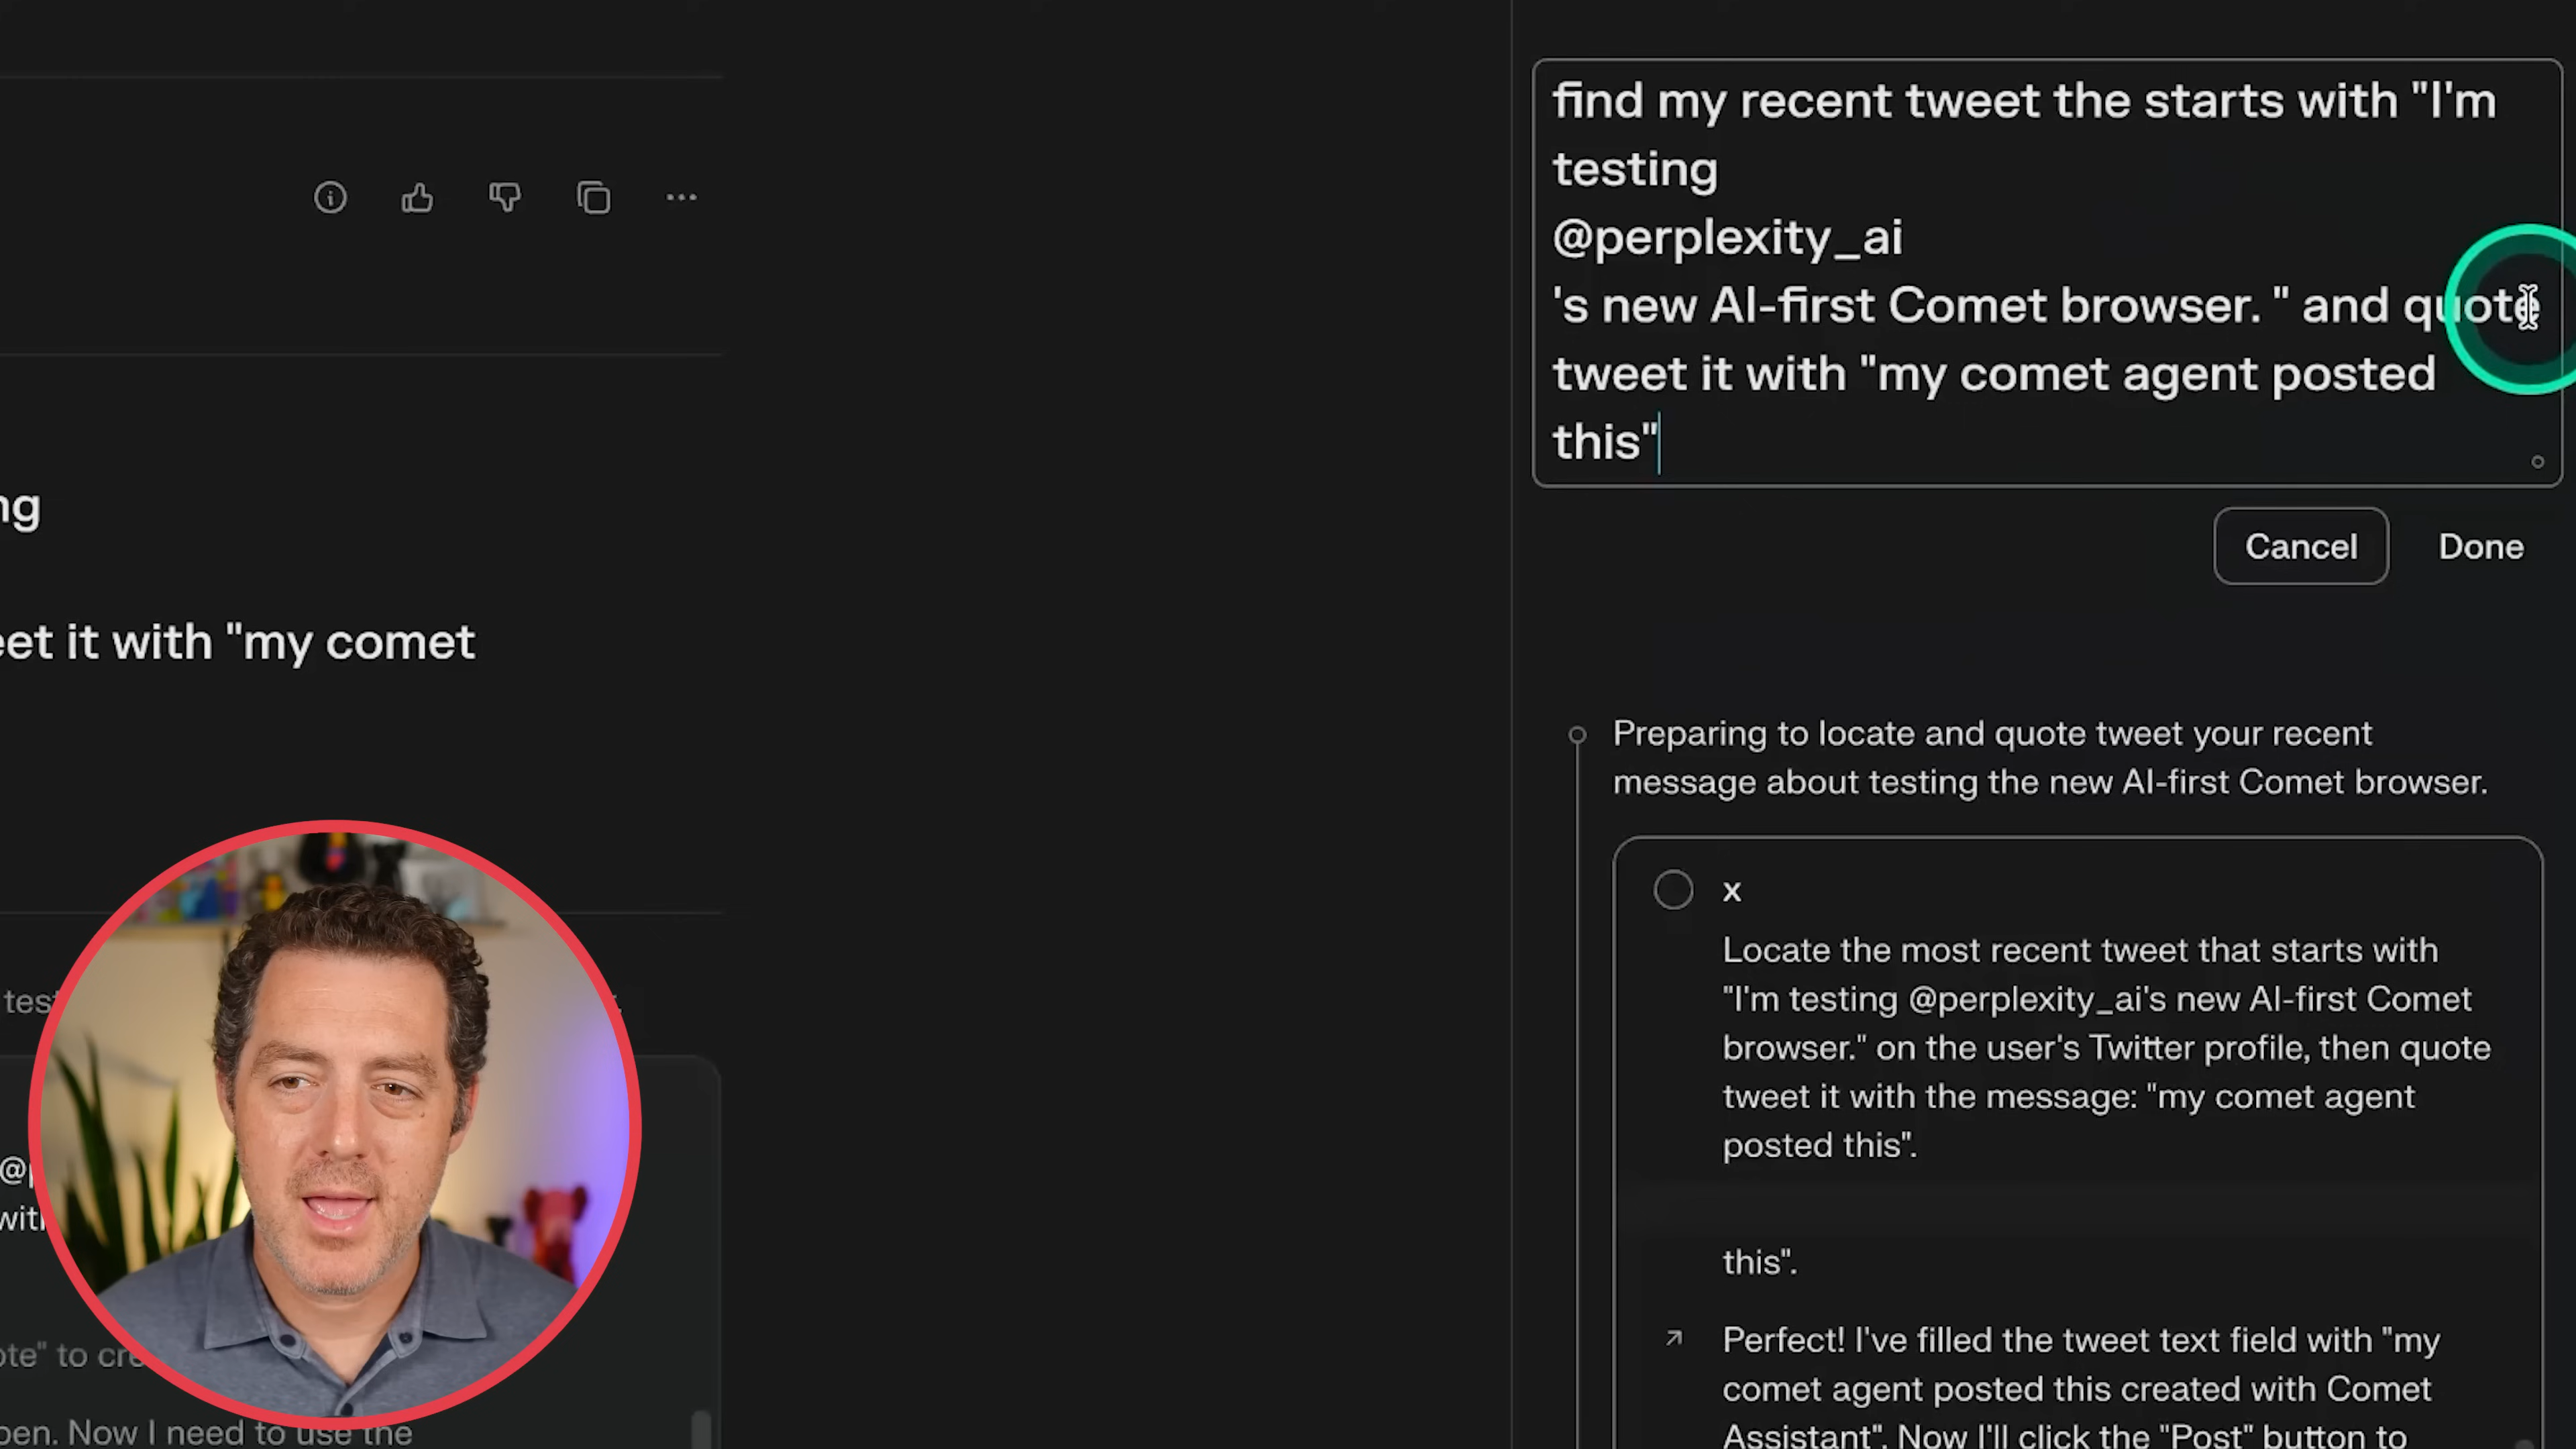 find my recent tweet the starts with "I'm
testing
@perplexity_ai
's new AI-first Comet browser. " and quote
tweet it with "my comet agent posted
this"
Cancel
Done
ng
eet it with "my comet
Preparing to locate and quote tweet your recent
message about testing the new AI-first Comet browser.
x
Locate the most recent tweet that starts with
"I'm testing @perplexity_ai's new AI-first Comet
browser." on the user's Twitter profile, then quote
tweet it with the message: "my comet agent
posted this".
this".
Perfect! I've filled the tweet text field with "my
comet agent posted this created with Comet
Assistant". Now I'll click the "Post" button to
test
@p
with
ote" to cre
pen. Now I need to use the